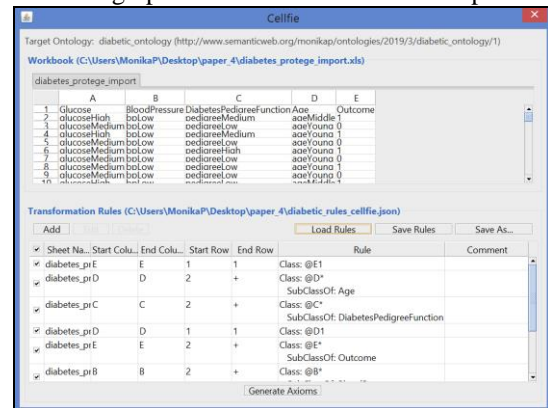 Cellfie
Target Ontology: diabetic_ontology (http://www.semanticweb.org/monikap/ontologies/2019/3/diabetic_ontology/1)
Workbook (C:\Users\MonikaP\Desktop\paper_4\diabetes_protege_import.xls)
diabetes_protege_import
A B C D E
1 Glucose BloodPressure DiabetesPedigreeFunction Age Outcome
2 glucoseHigh bpLow pedigreeMedium ageMiddle 1
3 glucoseMedium bpLow pedigreeLow ageYoung 0
4 glucoseHigh bpLow pedigreeMedium ageYoung 1
5 glucoseMedium bpLow pedigreeLow ageYoung 0
6 glucoseMedium bpLow pedigreeHigh ageYoung 1
7 glucoseMedium bpLow pedigreeLow ageYoung 0
8 glucoseMedium bpLow pedigreeLow ageYoung 1
9 glucoseMedium bpLow pedigreeLow ageYoung 0
Transformation Rules (C:\Users\MonikaP\Desktop\paper_4\diabetic_rules_cellfie.json)
Add Load Rules Save Rules Save As...
Sheet Na... Start Colu... End Colu... Start Row End Row Rule Comment
diabetes_pr E E 1 1 Class: @E1
diabetes_pr D D 2 + Class: @D*
SubClassOf: Age
diabetes_pr C C 2 + Class: @C*
SubClassOf: DiabetesPedigreeFunction
diabetes_pr D D 1 1 Class: @D1
diabetes_pr E E 2 + Class: @E*
SubClassOf: Outcome
diabetes_pr B B 2 + Class: @B*
Generate Axioms